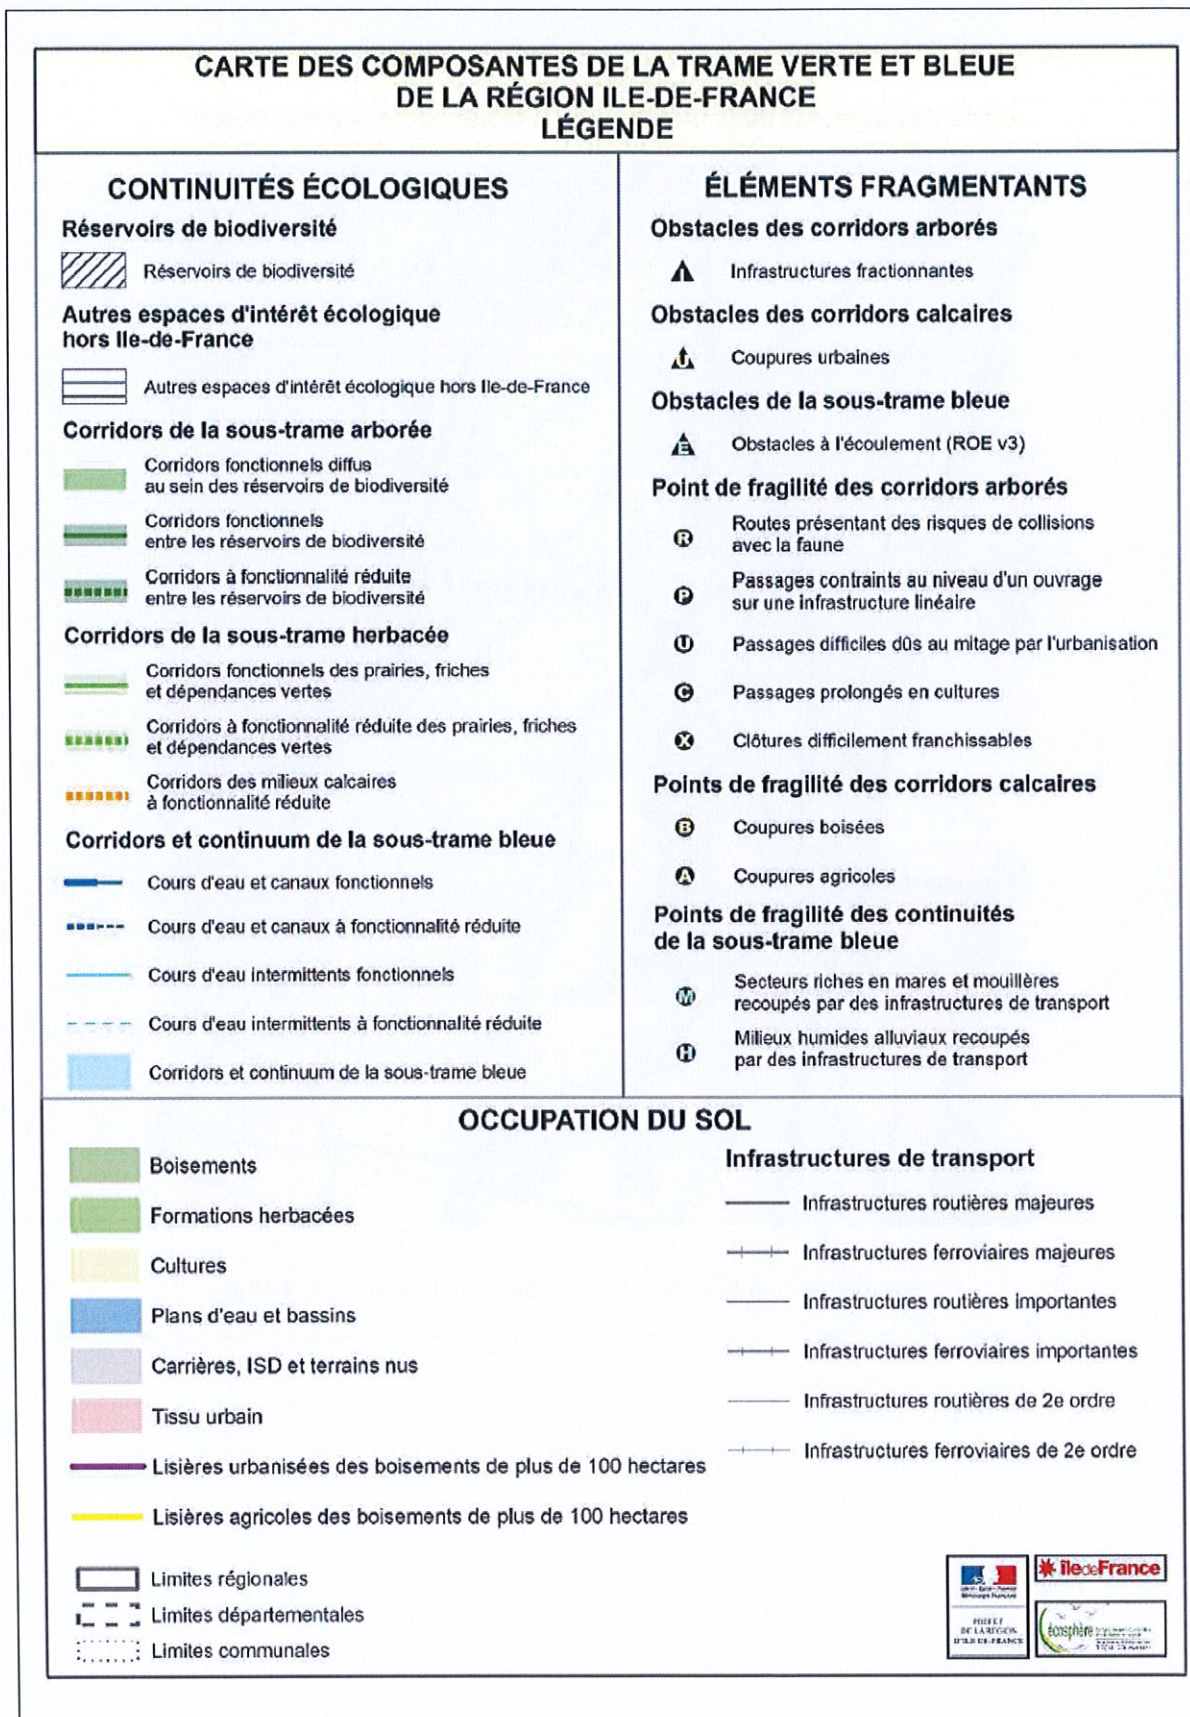 CARTE DES COMPOSANTES DE LA TRAME VERTE ET BLEUE
DE LA RÉGION ILE-DE-FRANCE
LÉGENDE
CONTINUITÉS ÉCOLOGIQUES
Réservoirs de biodiversité
Réservoirs de biodiversité
Autres espaces d'intérêt écologique
hors Ile-de-France
Autres espaces d'intérêt écologique hors Ile-de-France
Corridors de la sous-trame arborée
Corridors fonctionnels diffus
au sein des réservoirs de biodiversité
Corridors fonctionnels
entre les réservoirs de biodiversité
Corridors à fonctionnalité réduite
entre les réservoirs de biodiversité
Corridors de la sous-trame herbacée
Corridors fonctionnels des prairies, friches
et dépendances vertes
Corridors à fonctionnalité réduite des prairies, friches
et dépendances vertes
Corridors des milieux calcaires
à fonctionnalité réduite
Corridors et continuum de la sous-trame bleue
Cours d'eau et canaux fonctionnels
Cours d'eau et canaux à fonctionnalité réduite
Cours d'eau intermittents fonctionnels
Cours d'eau intermittents à fonctionnalité réduite
Corridors et continuum de la sous-trame bleue
ÉLÉMENTS FRAGMENTANTS
Obstacles des corridors arborés
Infrastructures fractionnantes
Obstacles des corridors calcaires
U Coupures urbaines
Obstacles de la sous-trame bleue
E Obstacles à l'écoulement (ROE v3)
Point de fragilité des corridors arborés
R Routes présentant des risques de collisions
avec la faune
P Passages contraints au niveau d'un ouvrage
sur une infrastructure linéaire
U Passages difficiles dûs au mitage par l'urbanisation
C Passages prolongés en cultures
X Clôtures difficilement franchissables
Points de fragilité des corridors calcaires
B Coupures boisées
A Coupures agricoles
Points de fragilité des continuités
de la sous-trame bleue
M Secteurs riches en mares et mouillères
recoupés par des infrastructures de transport
H Milieux humides alluviaux recoupés
par des infrastructures de transport
OCCUPATION DU SOL
Boisements
Formations herbacées
Cultures
Plans d'eau et bassins
Carrières, ISD et terrains nus
Tissu urbain
Lisières urbanisées des boisements de plus de 100 hectares
Lisières agricoles des boisements de plus de 100 hectares
Limites régionales
Limites départementales
Limites communales
Infrastructures de transport
Infrastructures routières majeures
Infrastructures ferroviaires majeures
Infrastructures routières importantes
Infrastructures ferroviaires importantes
Infrastructures routières de 2e ordre
Infrastructures ferroviaires de 2e ordre
PREFET
DE LA RÉGION
D'ILE-DE-FRANCE
îledeFrance
écosphère